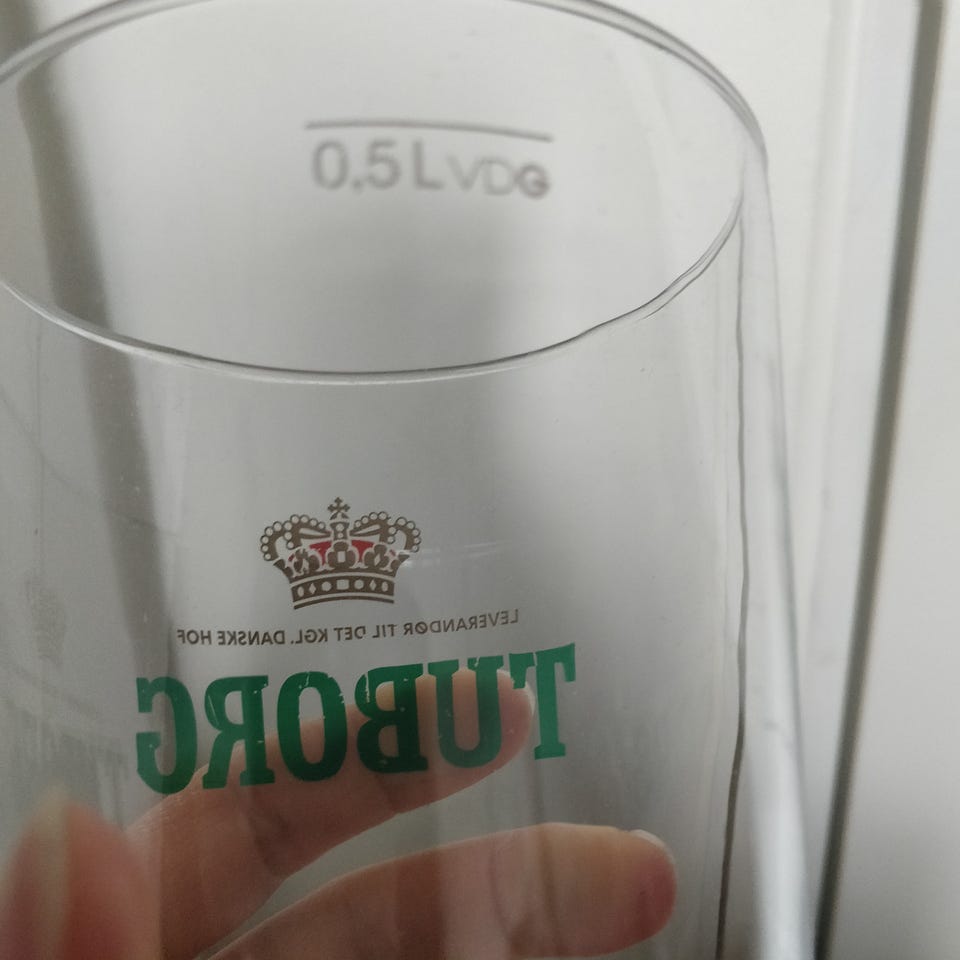 0,5 L VDG
LEVERANDØR TIL DET KGL. DANSKE HOF
TUBORG